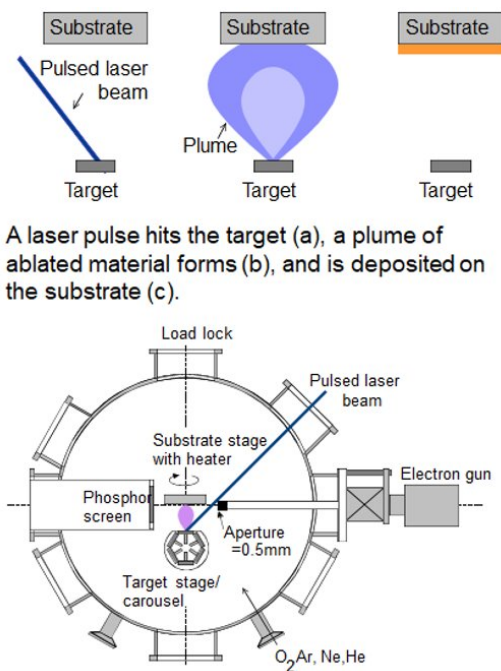 Substrate
Substrate
Substrate
Pulsed laser
beam
Plume
Target
Target
Target
A laser pulse hits the target (a), a plume of
ablated material forms (b), and is deposited on
the substrate (c).
Load lock
Pulsed laser
beam
Substrate stage
with heater
Electron gun
Phosphor
screen
Aperture
=0.5mm
Target stage/
carousel
O2Ar, Ne,He